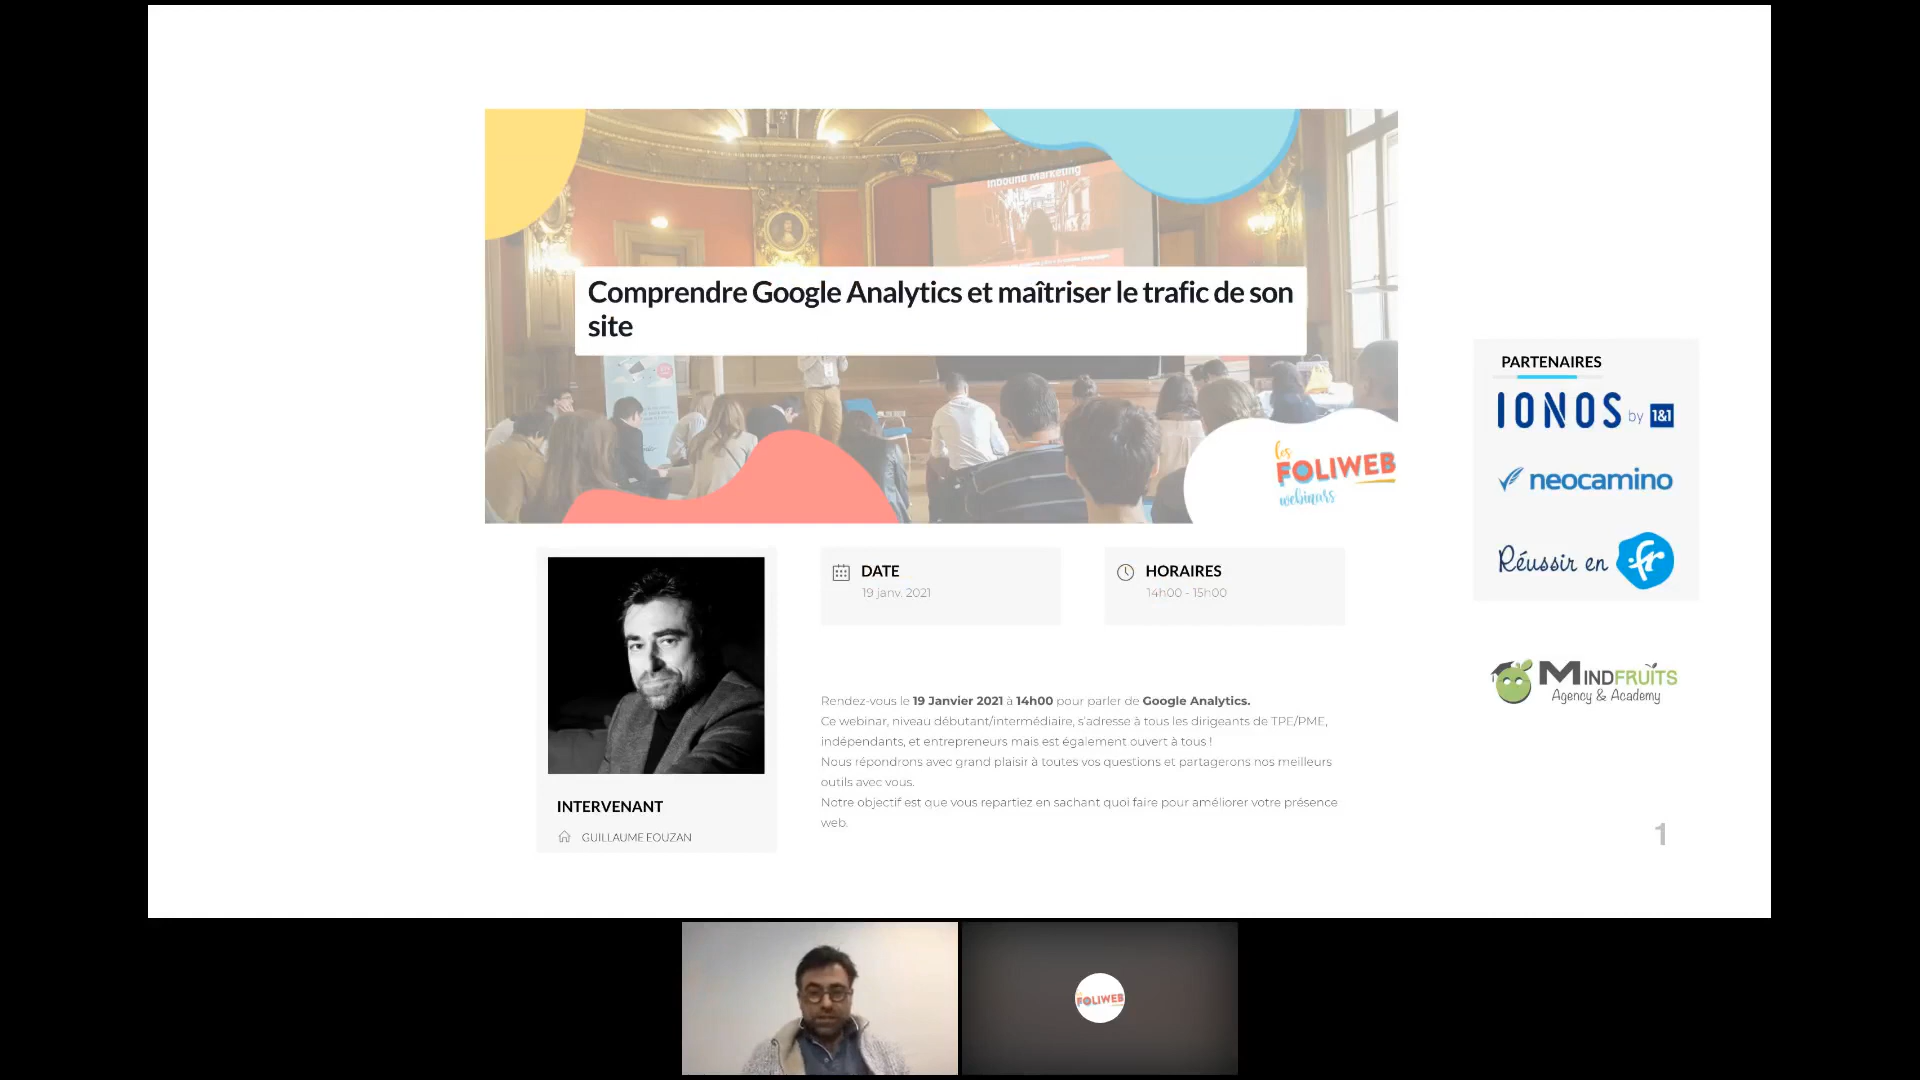 Inbound Marketing
Comprendre Google Analytics et maîtriser le trafic de son
site
les
FOLIWEB
webinars
PARTENAIRES
IONOS by 1&1
neocamino
Réussir en .fr
MINDFRUITS
Agency & Academy
DATE
19 janv. 2021
HORAIRES
14h00 - 15h00
INTERVENANT
GUILLAUME EOUZAN
Rendez-vous le 19 Janvier 2021 à 14h00 pour parler de Google Analytics.
Ce webinar, niveau débutant/intermédiaire, s'adresse à tous les dirigeants de TPE/PME,
indépendants, et entrepreneurs mais est également ouvert à tous !
Nous répondrons avec grand plaisir à toutes vos questions et partagerons nos meilleurs
outils avec vous.
Notre objectif est que vous repartiez en sachant quoi faire pour améliorer votre présence
web.
1
FOLIWEB